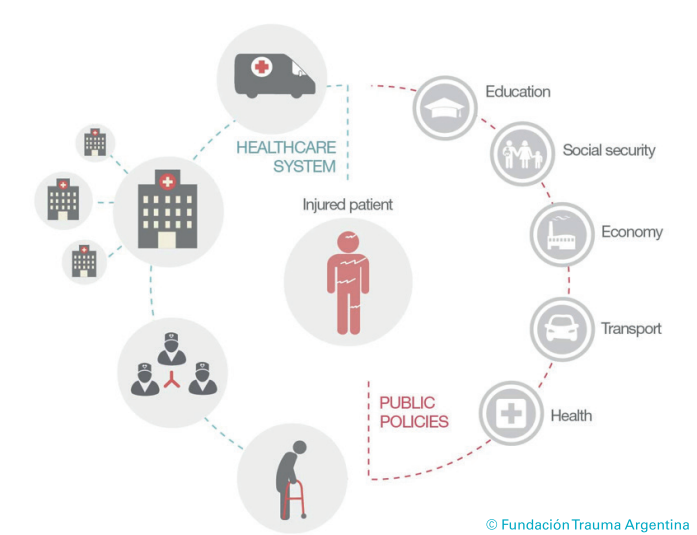 Education
HEALTHCARE
SYSTEM
Social security
Injured patient
Economy
Transport
PUBLIC
POLICIES
Health
© Fundación Trauma Argentina